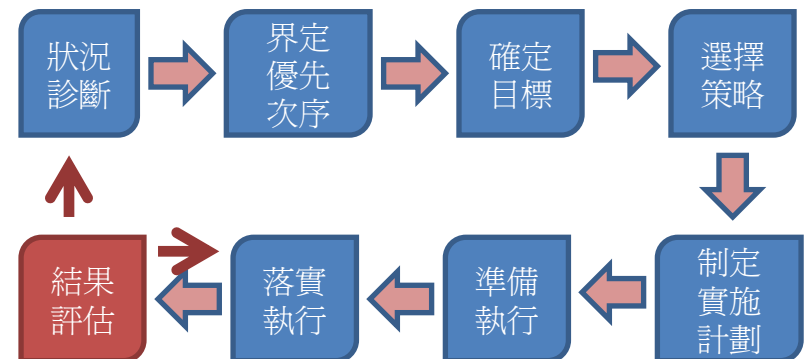 狀況
診斷
界定
優先
次序
確定
目標
選擇
策略
結果
評估
落實
執行
準備
執行
制定
實施
計劃